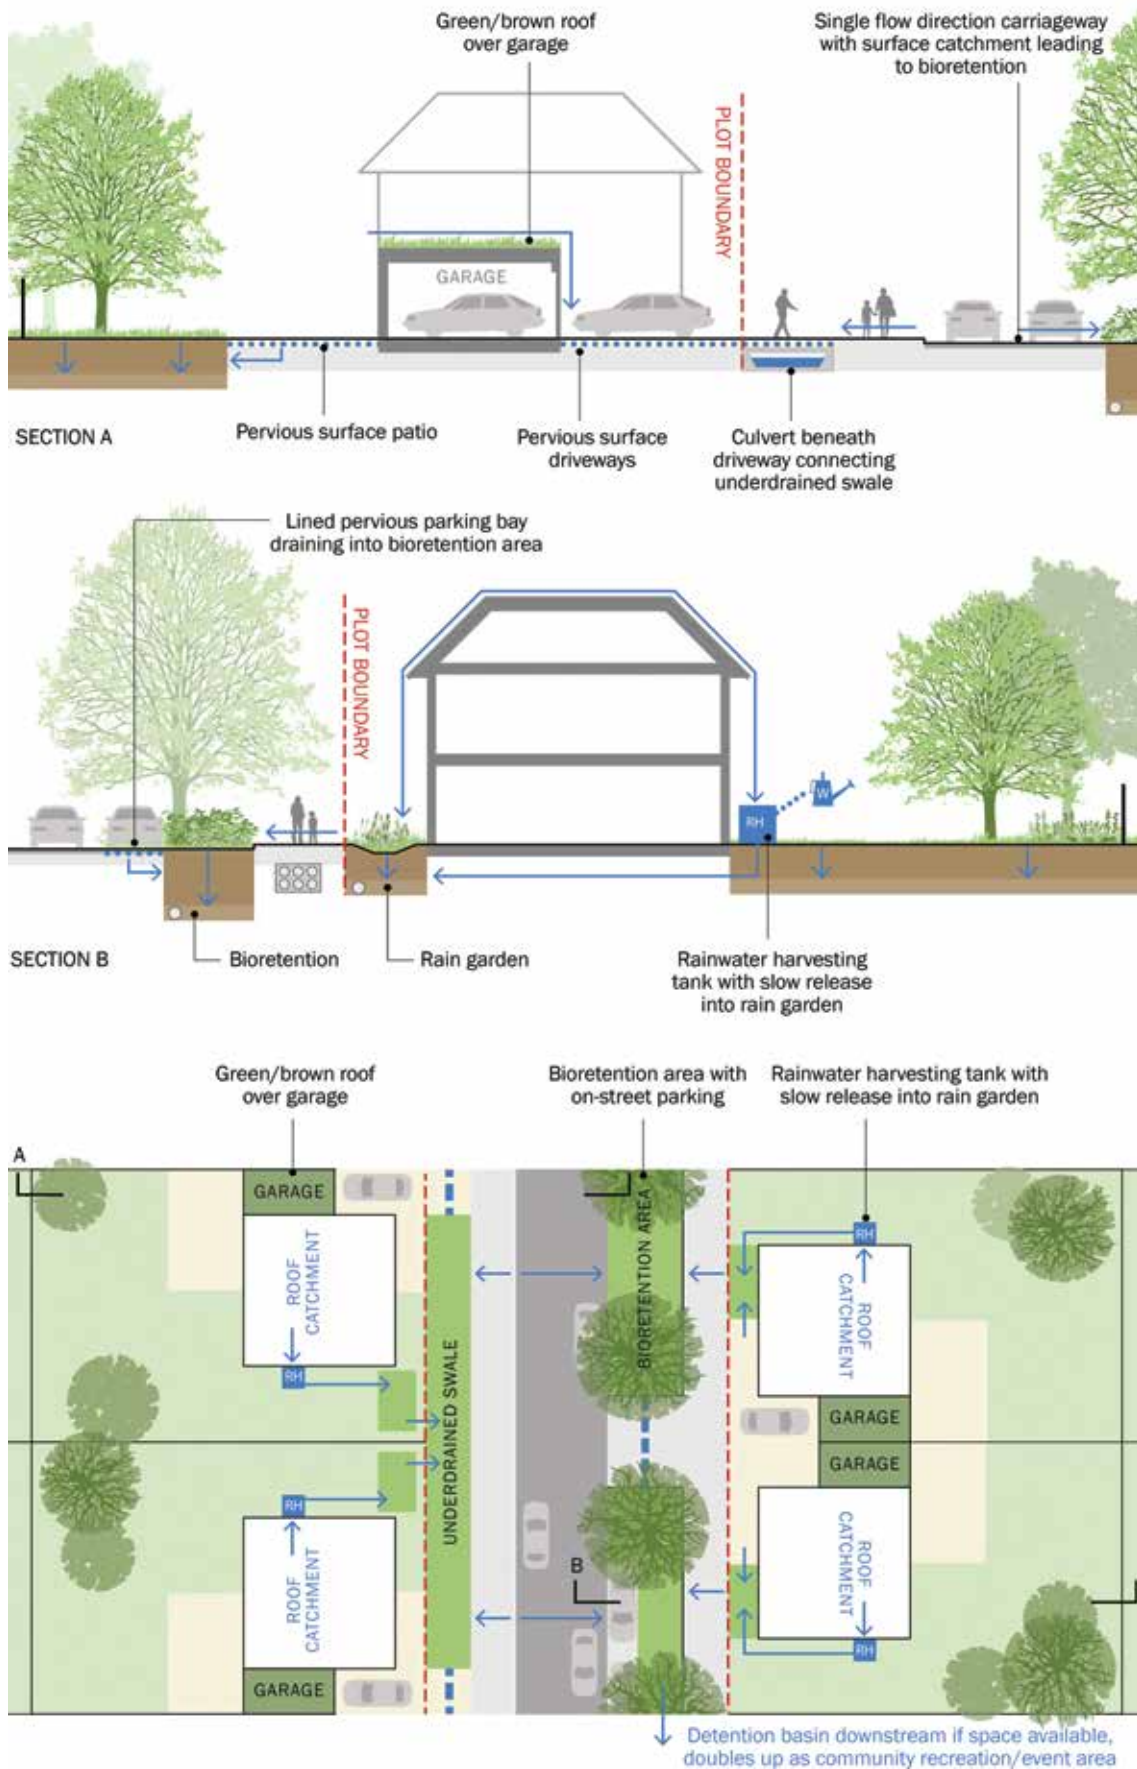 Green/brown roof
over garage
Single flow direction carriageway
with surface catchment leading
to bioretention
PLOT BOUNDARY
GARAGE
SECTION A
Pervious surface patio
Pervious surface
driveways
Culvert beneath
driveway connecting
underdrained swale
Lined pervious parking bay
draining into bioretention area
PLOT BOUNDARY
W
RH
SECTION B
Bioretention
Rain garden
Rainwater harvesting
tank with slow release
into rain garden
Green/brown roof
over garage
Bioretention area with
on-street parking
Rainwater harvesting tank with
slow release into rain garden
A
GARAGE
ROOF
CATCHMENT
RH
UNDERDRAINED SWALE
BIORETENTION AREA
RH
ROOF
CATCHMENT
GARAGE
GARAGE
RH
ROOF
CATCHMENT
GARAGE
B
ROOF
CATCHMENT
RH
Detention basin downstream if space available,
doubles up as community recreation/event area